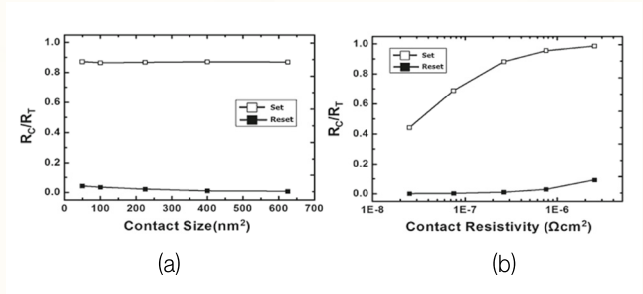 1.0
0.8
0.6
0.4
0.2
0.0
R_C/R_T
Set
Reset
0 100 200 300 400 500 600 700
Contact Size(nm²)
(a)
1.0
0.8
0.6
0.4
0.2
0.0
R_C/R_T
Set
Reset
1E-8 1E-7 1E-6
Contact Resistivity (Ωcm²)
(b)